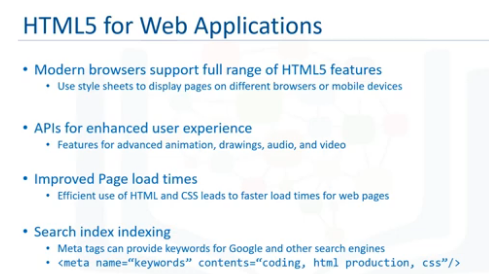 HTML5 for Web Applications
• Modern browsers support full range of HTML5 features
• Use style sheets to display pages on different browsers or mobile devices
• APIs for enhanced user experience
• Features for advanced animation, drawings, audio, and video
• Improved Page load times
• Efficient use of HTML and CSS leads to faster load times for web pages
• Search index indexing
• Meta tags can provide keywords for Google and other search engines
• <meta name=“keywords” contents=“coding, html production, css”/>